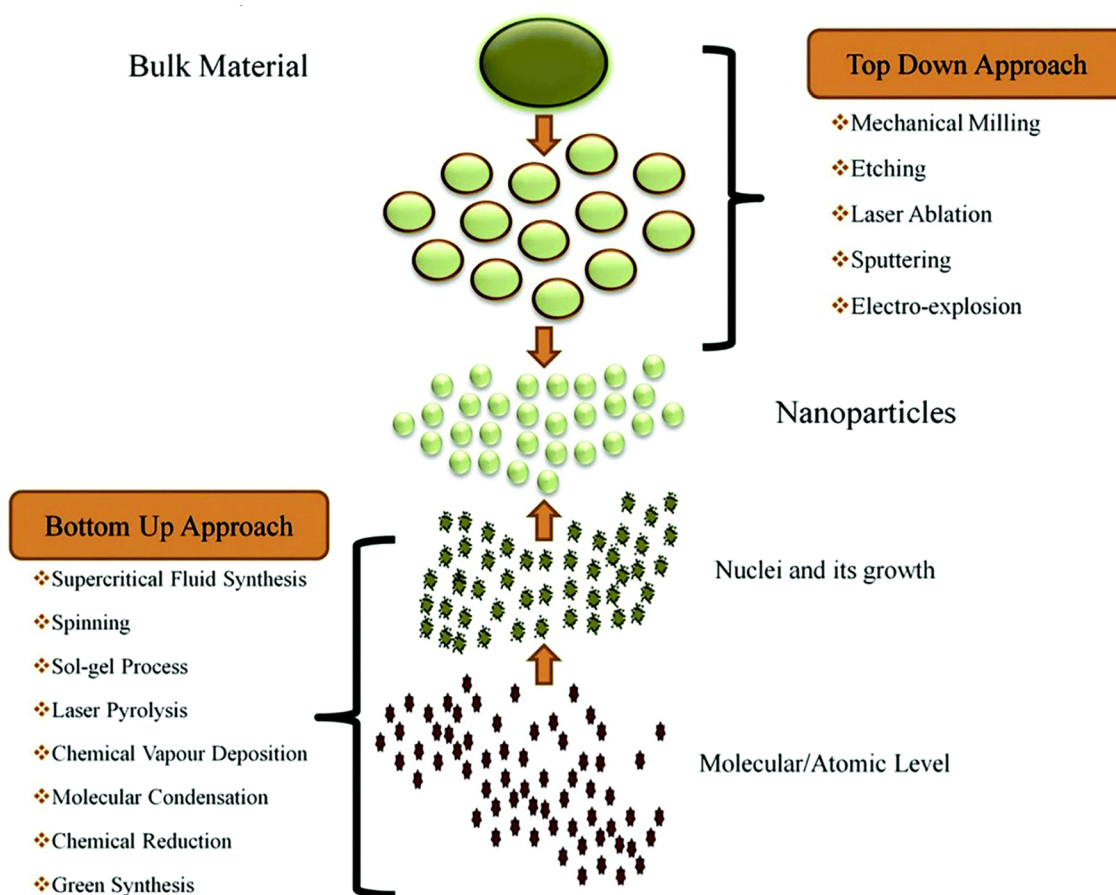 Bulk Material
Top Down Approach
❖Mechanical Milling
❖Etching
❖Laser Ablation
❖Sputtering
❖Electro-explosion
Nanoparticles
Bottom Up Approach
❖Supercritical Fluid Synthesis
❖Spinning
❖Sol-gel Process
❖Laser Pyrolysis
❖Chemical Vapour Deposition
❖Molecular Condensation
❖Chemical Reduction
❖Green Synthesis
Nuclei and its growth
Molecular/Atomic Level